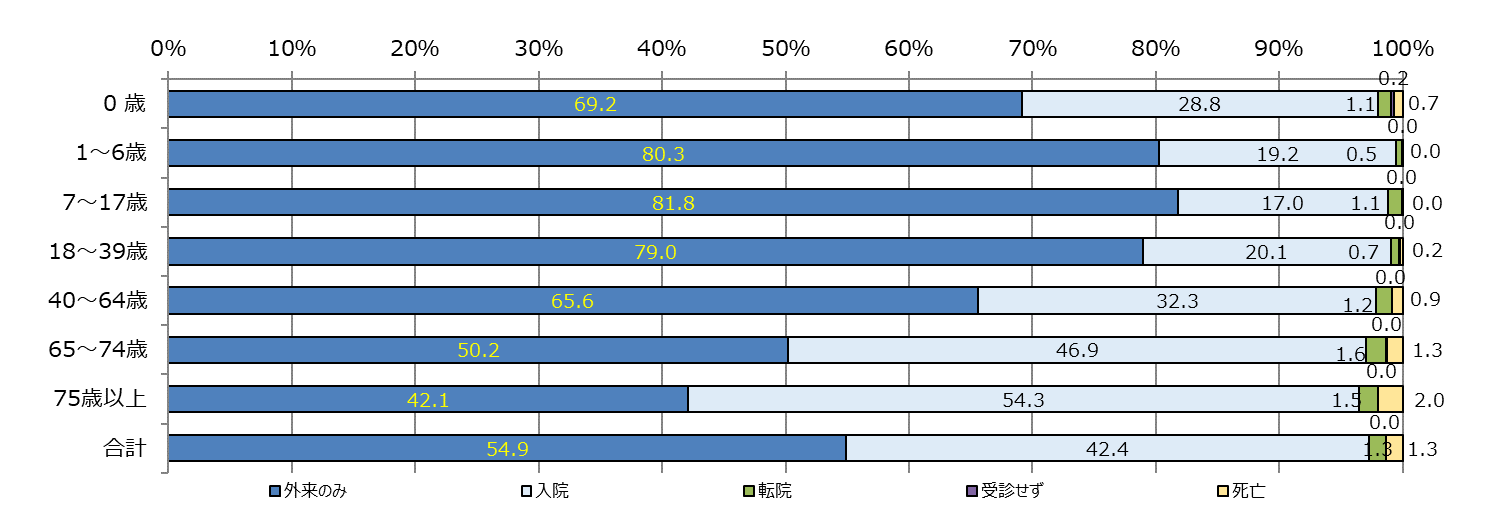 0% 10% 20% 30% 40% 50% 60% 70% 80% 90% 100%
0.2
0 歳 69.2 28.8 1.1 0.7
0.0
1～6歳 80.3 19.2 0.5 0.0
0.0
7～17歳 81.8 17.0 1.1 0.0
0.0
18～39歳 79.0 20.1 0.7 0.2
0.0
40～64歳 65.6 32.3 1.2 0.9
0.0
65～74歳 50.2 46.9 1.6 1.3
0.0
75歳以上 42.1 54.3 1.5 2.0
0.0
合計 54.9 42.4 1.3 1.3
外来のみ 入院 転院 受診せず 死亡